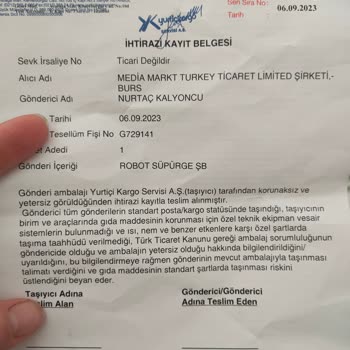 Tarih
06.09.2023
yurtiçi
İHTİRAZİ KAYIT BELGESİ
Sevk İrsaliye No Ticari Değildir
Alıcı Adı MEDİA MARKT TURKEY TİCARET LİMİTED ŞİRKETİ,-BURS
Gönderici Adı NURTAÇ KALYONCU
Tarihi 06.09.2023
Tesellüm Fişi No G729141
Adedi 1
Gönderi İçeriği ROBOT SÜPÜRGE ŞB
Gönderi ambalajı Yurtiçi Kargo Servisi A.Ş.(taşıyıcı) tarafından korunaksız ve
yetersiz görüldüğünden ihtirazi kayıtla teslim alınmıştır.
Gönderici tüm gönderilerin standart posta/kargo statüsünde taşındığı, taşıyıcının
birim ve araçlarında gıda maddesinin korunması için özel teknik ekipman vesair
sistemlerin bulunmadığı ve ısı, nem ve benzer etkenlere karşı özel şartlarda
taşıma taahhüdü verilmediği, Türk Ticaret Kanunu gereği ambalaj sorumluluğunun
göndericide olduğu ve ambalajın yetersiz olduğu hakkında bilgilendirildiğini/
uyarıldığını, bu bilgilendirmeye rağmen gönderinin mevcut ambalajıyla taşınması
talimatı verdiğini ve gıda maddesinin standart şartlarda taşınması riskini
üstlendiğini beyan eder.
Taşıyıcı Adına Gönderici/Gönderici
Alan Adına Teslim Eden